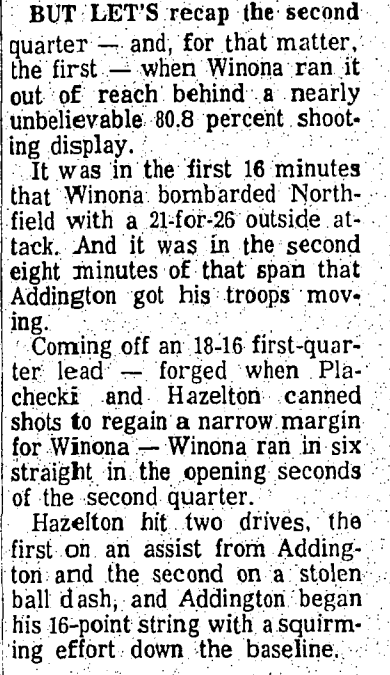 BUT LET'S recap the second
quarter — and, for that matter,
the first — when Winona ran it
out of reach behind a nearly
unbelievable 80.8 percent shoot-
ing display.
It was in the first 16 minutes
that Winona bombarded North-
field with a 21-for-26 outside at-
tack. And it was in the second
eight minutes of that span that
Addington got his troops mov-
ing.
Coming off an 18-16 first-quar-
ter lead — forged when Pla-
checki and Hazelton canned
shots to regain a narrow margin
for Winona — Winona ran in six
straight in the opening seconds
of the second quarter.
Hazelton hit two drives, the
first on an assist from Adding-
ton and the second on a stolen
ball dash, and Addington began
his 16-point string with a squirm-
ing effort down the baseline.